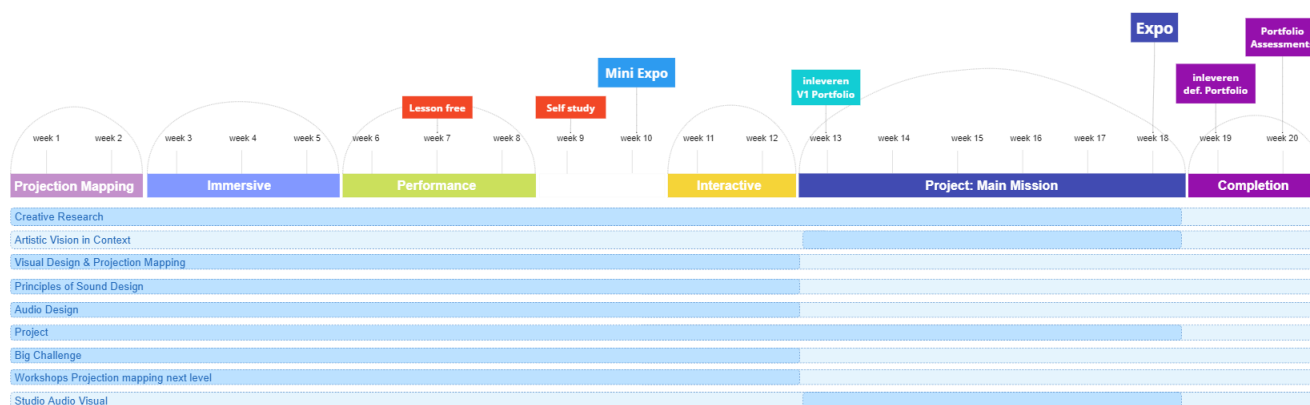 Expo
Portfolio
Assessment
Mini Expo
inleveren
V1 Portfolio
inleveren
def. Portfolio
Lesson free
Self study
week 1
week 2
week 3
week 4
week 5
week 6
week 7
week 8
week 9
week 10
week 11
week 12
week 13
week 14
week 15
week 16
week 17
week 18
week 19
week 20
Projection Mapping
Immersive
Performance
Interactive
Project: Main Mission
Completion
Creative Research
Artistic Vision in Context
Visual Design & Projection Mapping
Principles of Sound Design
Audio Design
Project
Big Challenge
Workshops Projection mapping next level
Studio Audio Visual